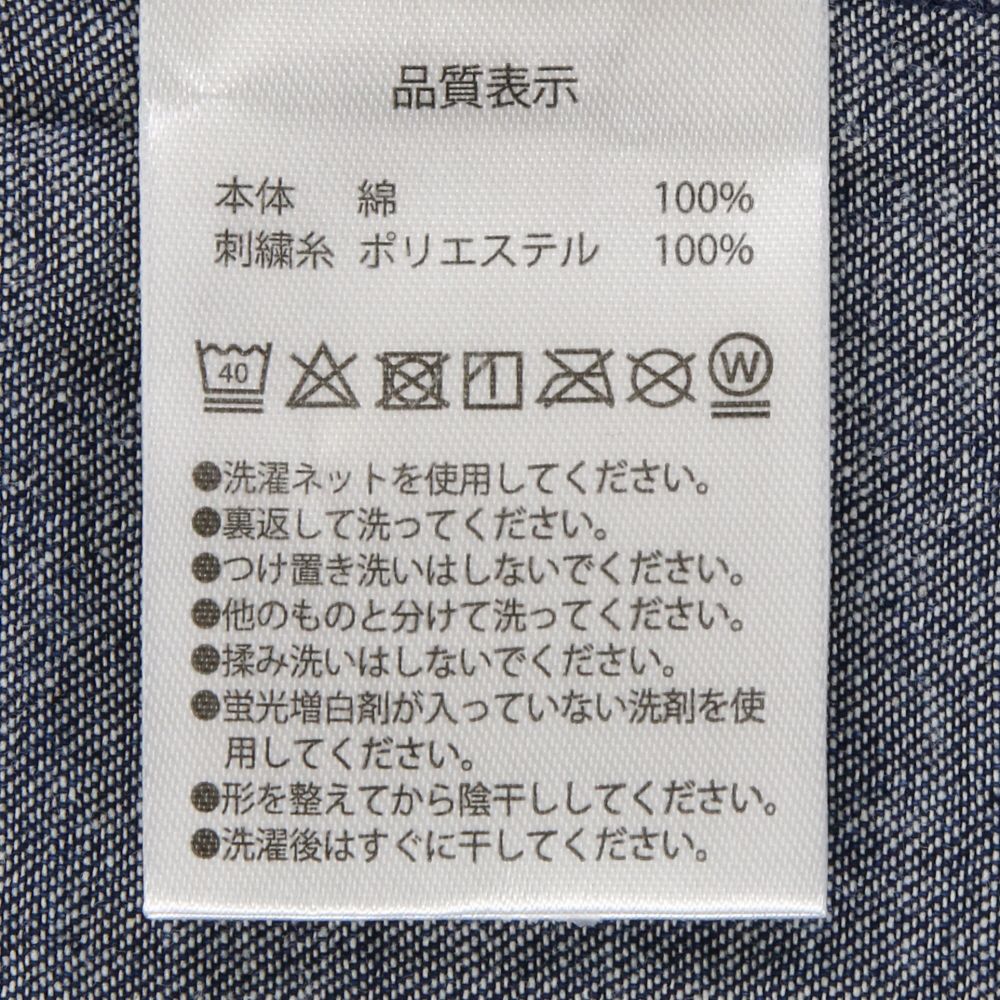 品質表示
本体 綿 100%
刺繍糸 ポリエステル 100%
40 W
●洗濯ネットを使用してください。
●裏返して洗ってください。
●つけ置き洗いはしないでください。
●他のものと分けて洗ってください。
●揉み洗いはしないでください。
●蛍光増白剤が入っていない洗剤を使
用してください。
●形を整えてから陰干ししてください。
●洗濯後はすぐに干してください。